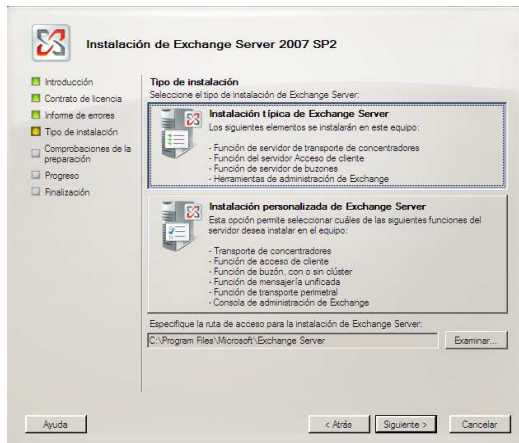 Instalación de Exchange Server 2007 SP2
Introducción
Contrato de licencia
Informe de errores
Tipo de instalación
Comprobaciones de la
preparación
Progreso
Finalización
Tipo de instalación
Seleccione el tipo de instalación de Exchange Server:
Instalación típica de Exchange Server
Los siguientes elementos se instalarán en este equipo:
- Función de servidor de transporte de concentradores
- Función del servidor Acceso de cliente
- Función de servidor de buzones
- Herramientas de administración de Exchange
Instalación personalizada de Exchange Server
Esta opción permite seleccionar cuáles de las siguientes funciones del
servidor desea instalar en el equipo:
- Transporte de concentradores
- Función de acceso de cliente
- Función de buzón, con o sin clúster
- Función de mensajería unificada
- Función de transporte perimetral
- Consola de administración de Exchange
Especifique la ruta de acceso para la instalación de Exchange Server:
C:\Program Files\Microsoft\Exchange Server
Examinar...
Ayuda
< Atrás
Siguiente >
Cancelar